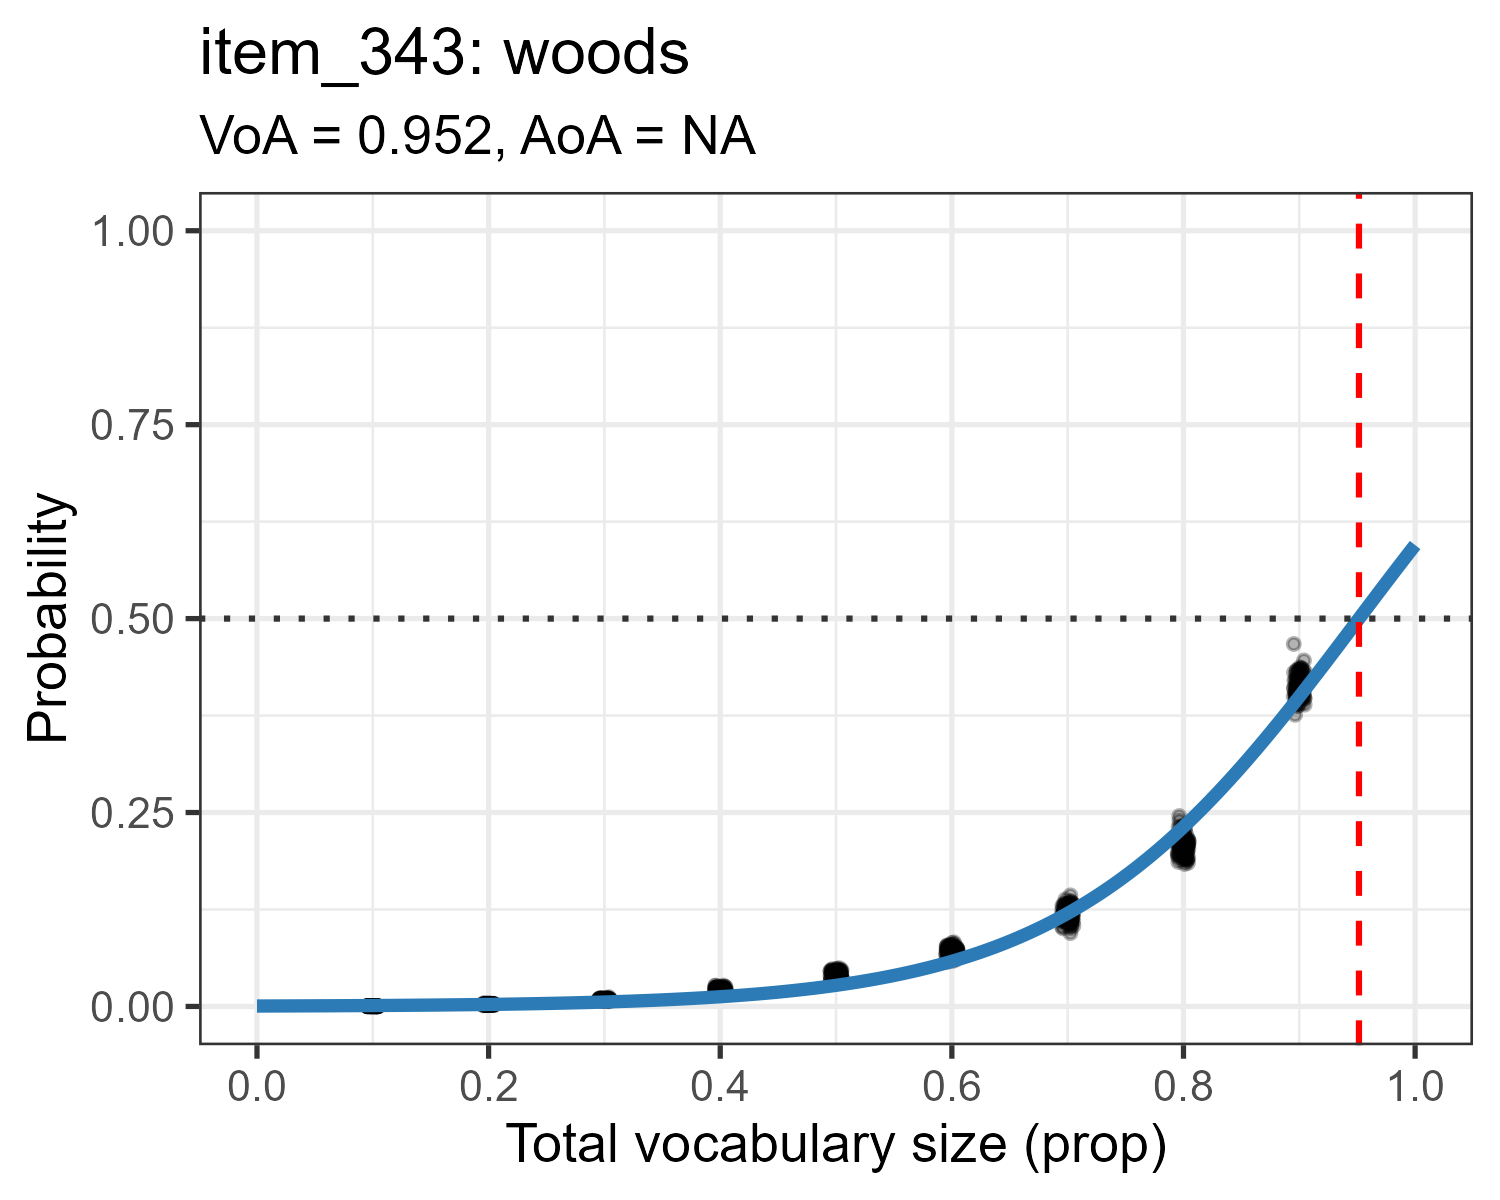 item_343: woods
VoA = 0.952, AoA = NA
1.00
0.75
0.50
0.25
0.00
Probability
0.0 0.2 0.4 0.6 0.8 1.0
Total vocabulary size (prop)